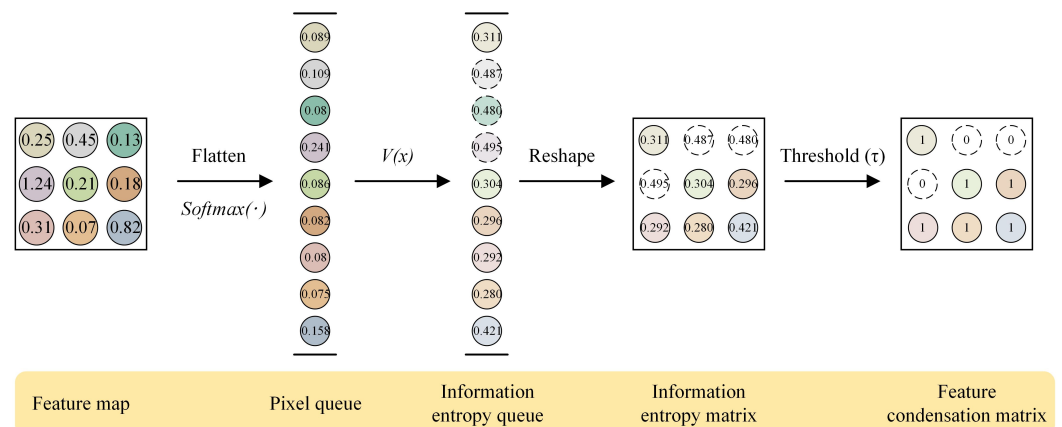 0.25 0.45 0.13
1.24 0.21 0.18
0.31 0.07 0.82
Flatten
Softmax(·)
0.089
0.109
0.08
0.241
0.086
0.082
0.08
0.075
0.158
V(x)
0.311
0.487
0.480
0.495
0.304
0.296
0.292
0.280
0.421
Reshape
0.311 0.487 0.480
0.495 0.304 0.296
0.292 0.280 0.421
Threshold (τ)
1 0 0
0 1 1
1 1 1
Feature map
Pixel queue
Information
entropy queue
Information
entropy matrix
Feature
condensation matrix